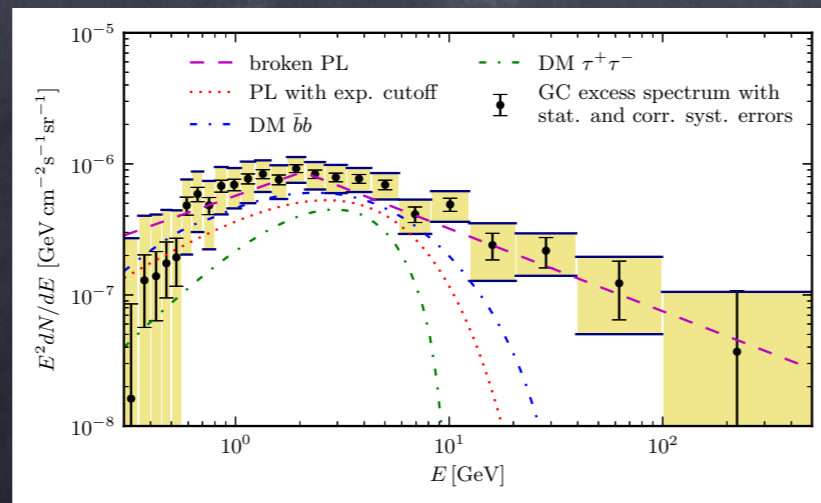 10⁻⁵
10⁻⁶
10⁻⁷
10⁻⁸
E²dN/dE [GeV cm⁻²s⁻¹sr⁻¹]
broken PL
PL with exp. cutoff
DM b̄b
DM τ⁺τ⁻
GC excess spectrum with
stat. and corr. syst. errors
10⁰ 10¹ 10²
E [GeV]